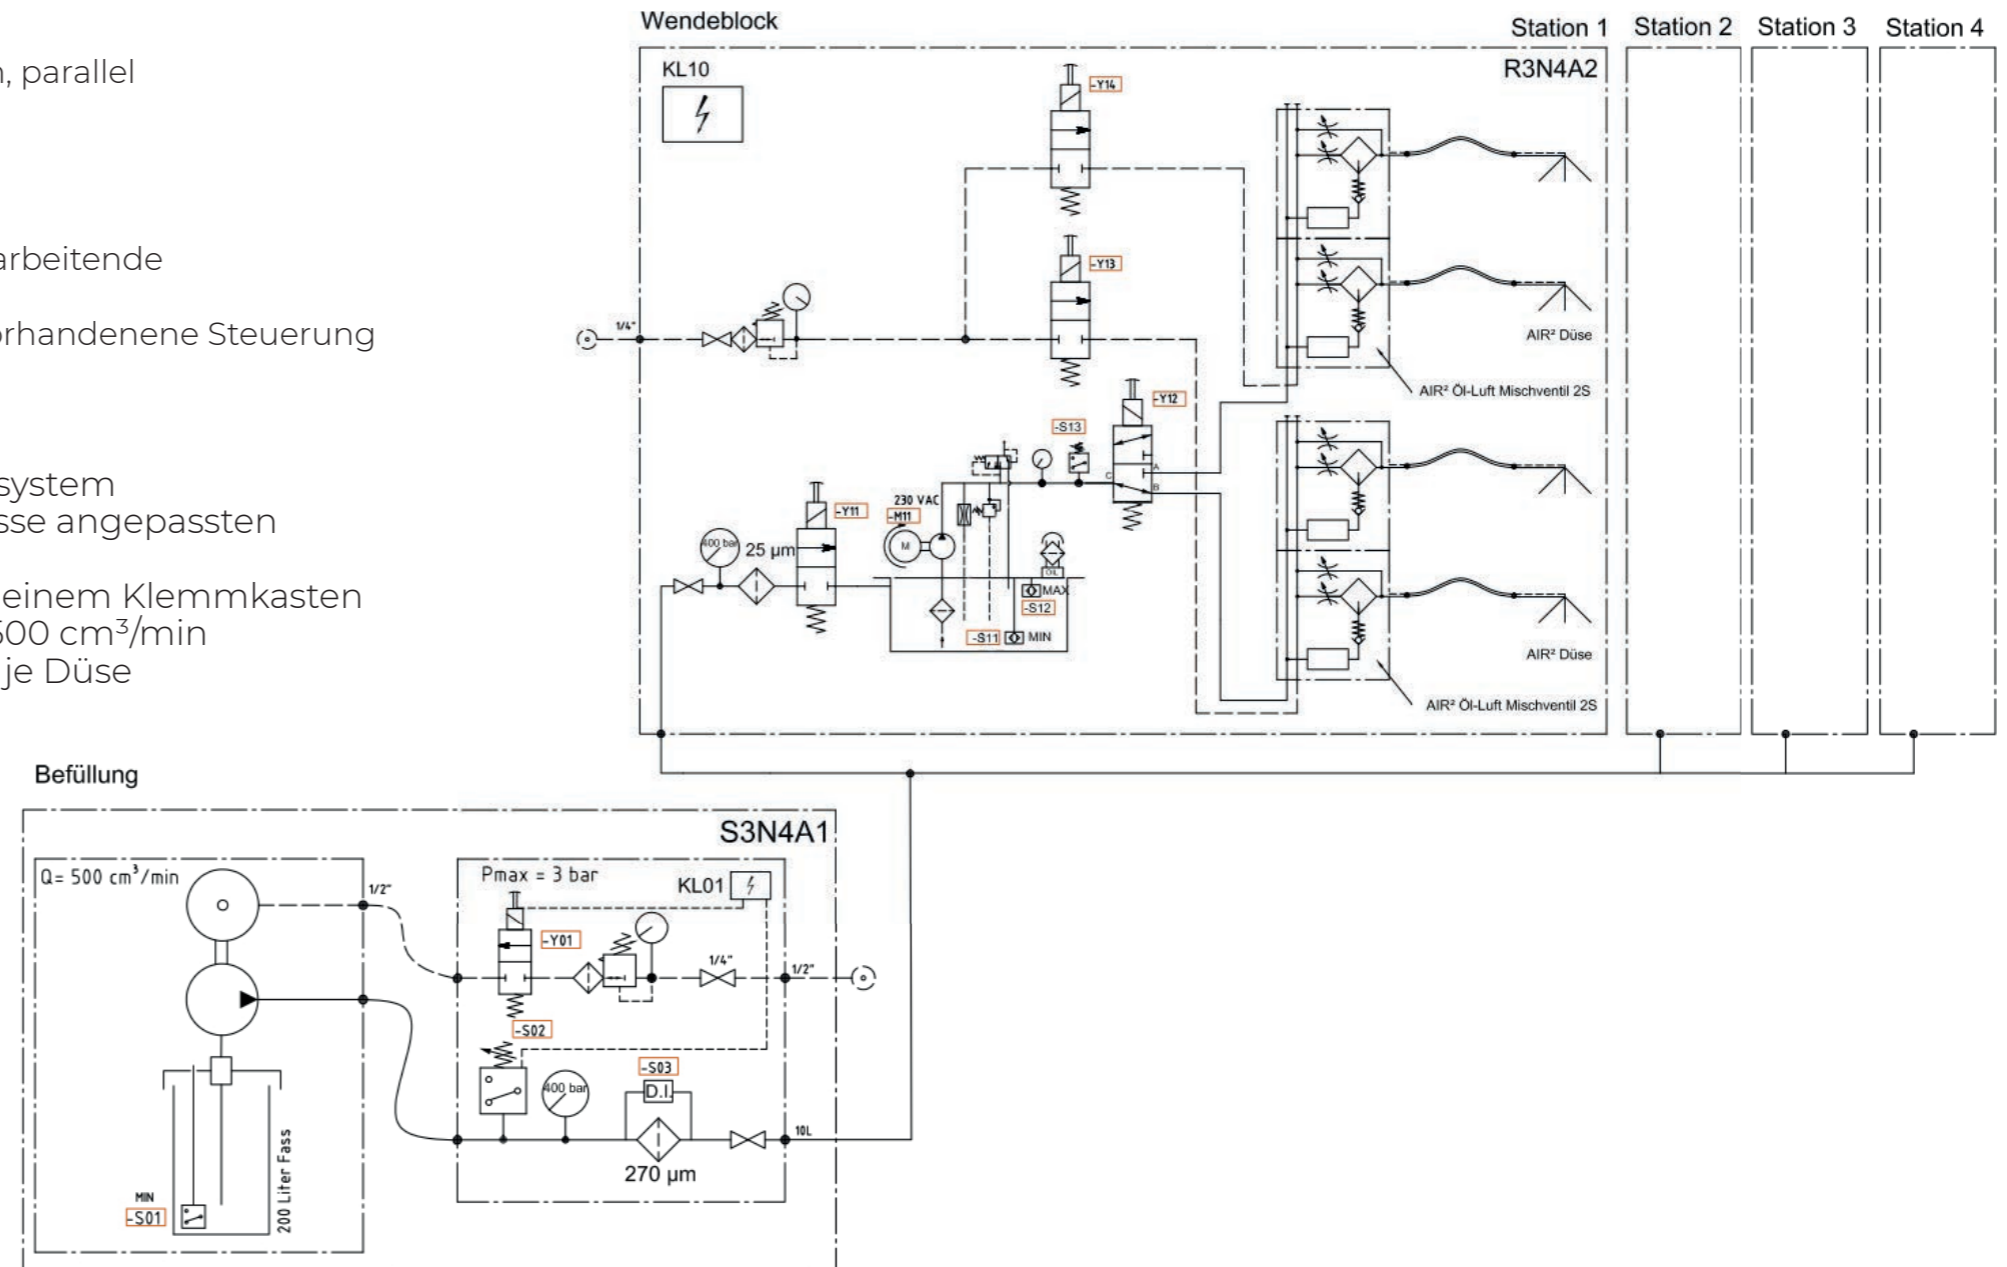 , parallel
arbeitende
orhandenene Steuerung
system
sse angepassten
einem Klemmkasten
500 cm³/min
je Düse
Wendeblock
Station 1
Station 2
Station 3
Station 4
KL10
R3N4A2
-Y14
-Y13
1/4"
AIR² Düse
AIR² Öl-Luft Mischventil 2S
-Y12
-S13
A
C
B
230 VAC
-M11
M
-Y11
400 bar
25 µm
OIL
MAX
-S12
-S11
MIN
AIR² Düse
AIR² Öl-Luft Mischventil 2S
Befüllung
S3N4A1
Q= 500 cm³/min
1/2"
Pmax = 3 bar
KL01
-Y01
1/4"
1/2"
-S02
-S03
D.I.
400 bar
10L
270 µm
MIN
-S01
200 Liter Fass